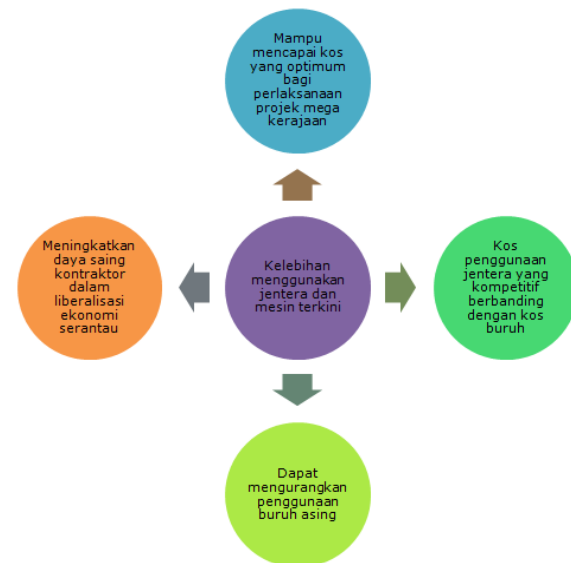 Mampu
mencapai kos
yang optimum
bagi
perlaksanaan
projek mega
kerajaan
Meningkatkan
daya saing
kontraktor
dalam
liberalisasi
ekonomi
serantau
Kelebihan
menggunakan
jentera dan
mesin terkini
Kos
penggunaan
jentera yang
kompetitif
berbanding
dengan kos
buruh
Dapat
mengurangkan
penggunaan
buruh asing